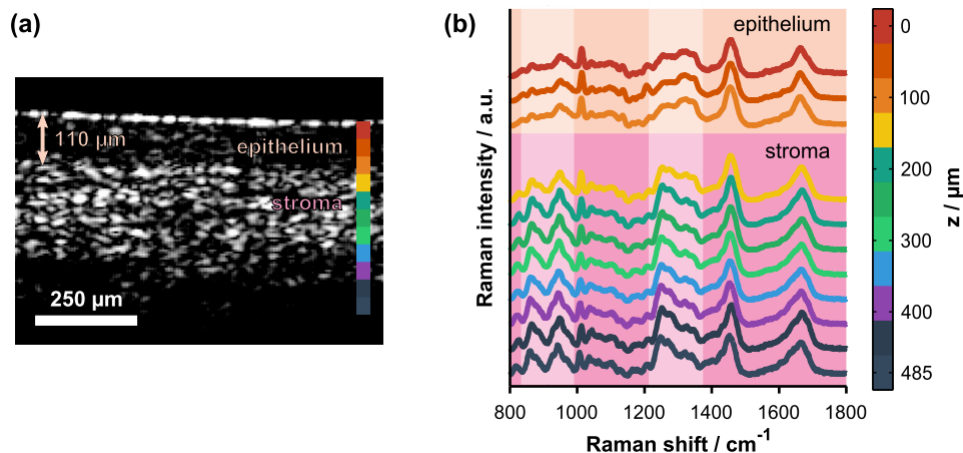 (a)
110 µm
epithelium
stroma
250 µm
(b)
epithelium
stroma
Raman intensity / a.u.
800 1000 1200 1400 1600 1800
Raman shift / cm⁻¹
0
100
200
300
400
485
z / µm